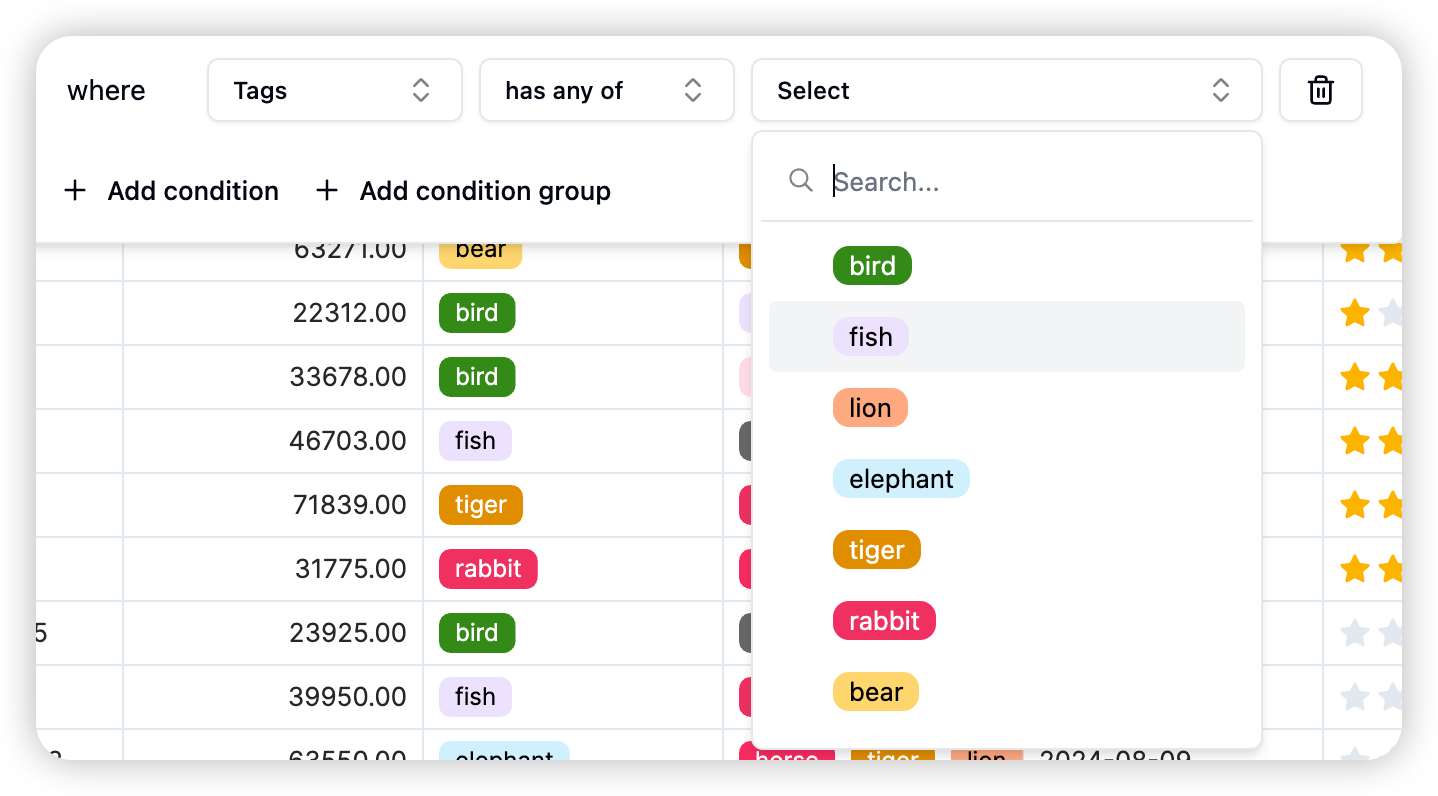 where Tags has any of Select
Search...
Add condition Add condition group
63271.00 bear
bird
22312.00 bird
fish
33678.00 bird
lion
46703.00 fish
elephant
71839.00 tiger
tiger
31775.00 rabbit
rabbit
5 23925.00 bird
bear
39950.00 fish
63550.00 elephant horse tiger lion 2024-08-09